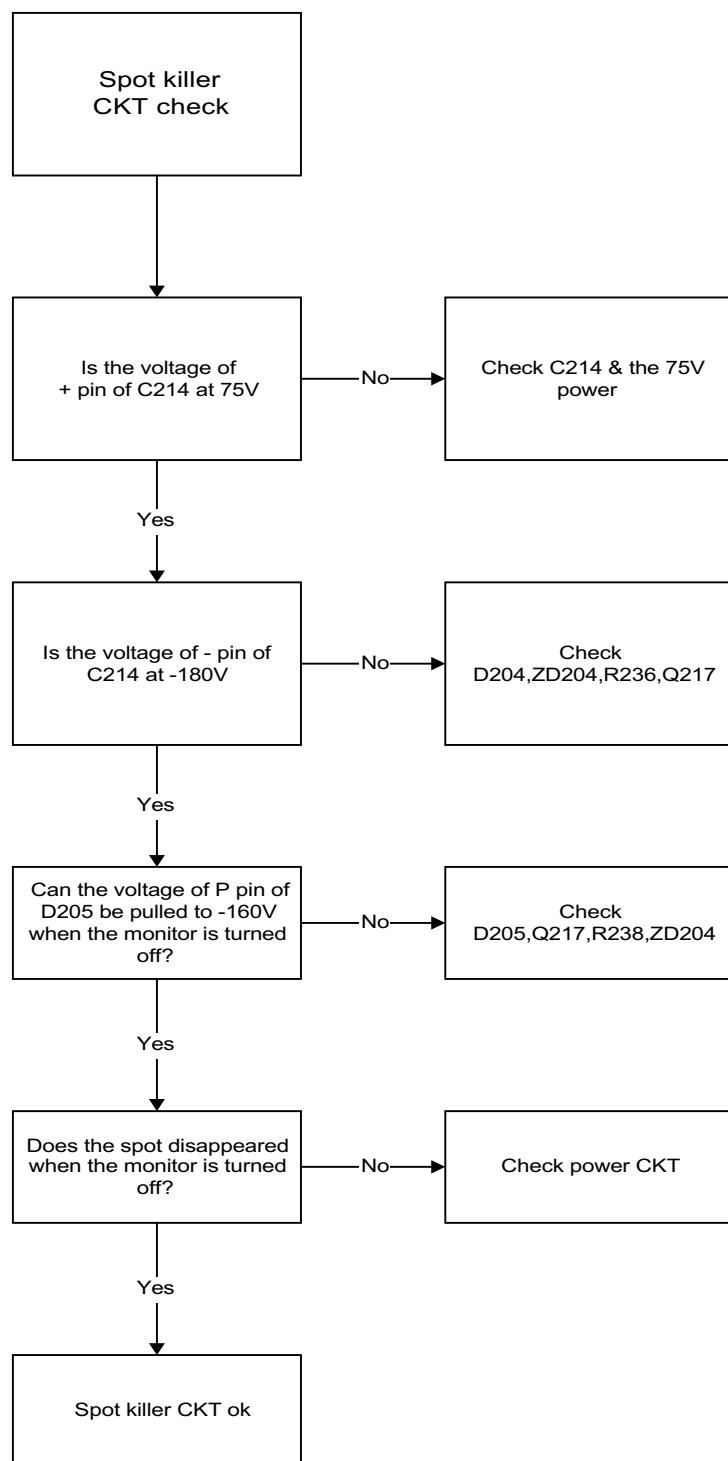 Spot killer
CKT check
Is the voltage of
+ pin of C214 at 75V
No
Check C214 & the 75V
power
Yes
Is the voltage of - pin of
C214 at -180V
No
Check
D204,ZD204,R236,Q217
Yes
Can the voltage of P pin of
D205 be pulled to -160V
when the monitor is turned
off?
No
Check
D205,Q217,R238,ZD204
Yes
Does the spot disappeared
when the monitor is turned
off?
No
Check power CKT
Yes
Spot killer CKT ok